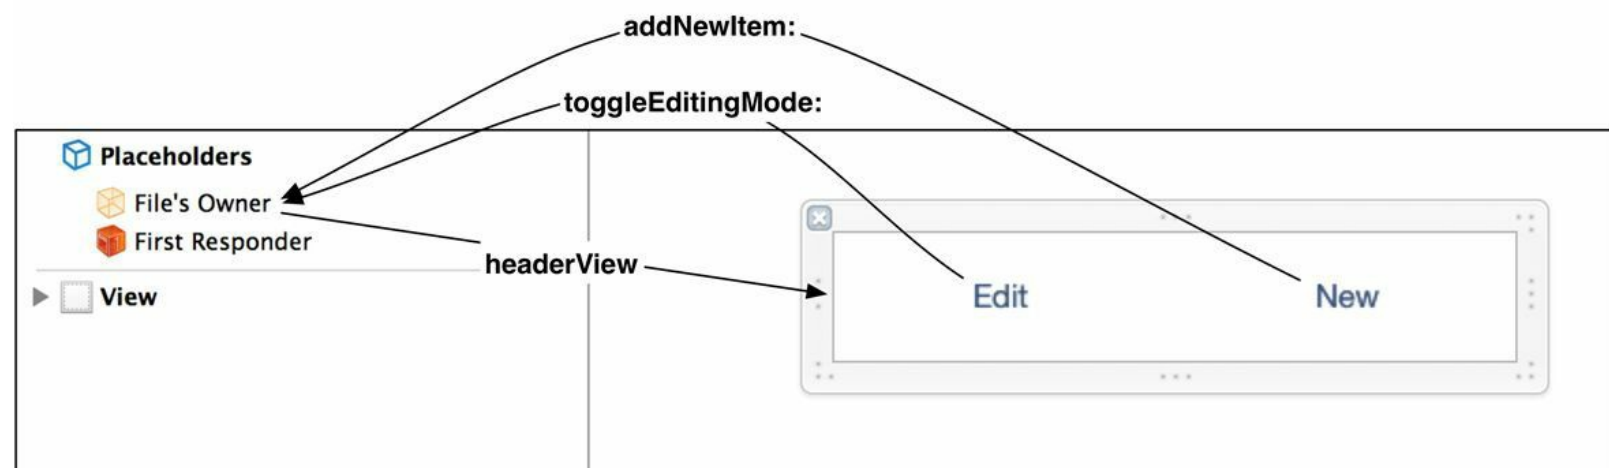 addNewItem:
toggleEditingMode:
Placeholders
File's Owner
First Responder
headerView
View
Edit
New